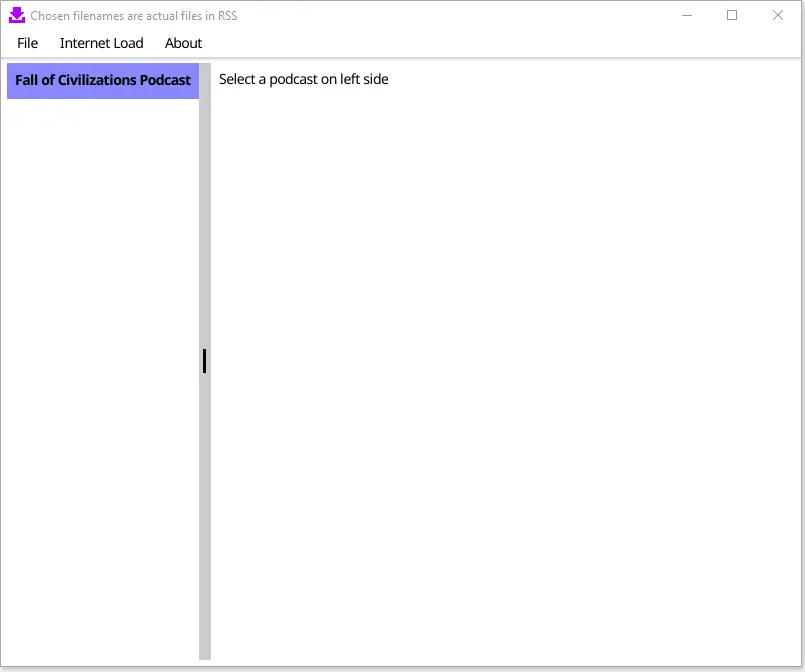 Chosen filenames are actual files in RSS
File Internet Load About
Fall of Civilizations Podcast
Select a podcast on left side